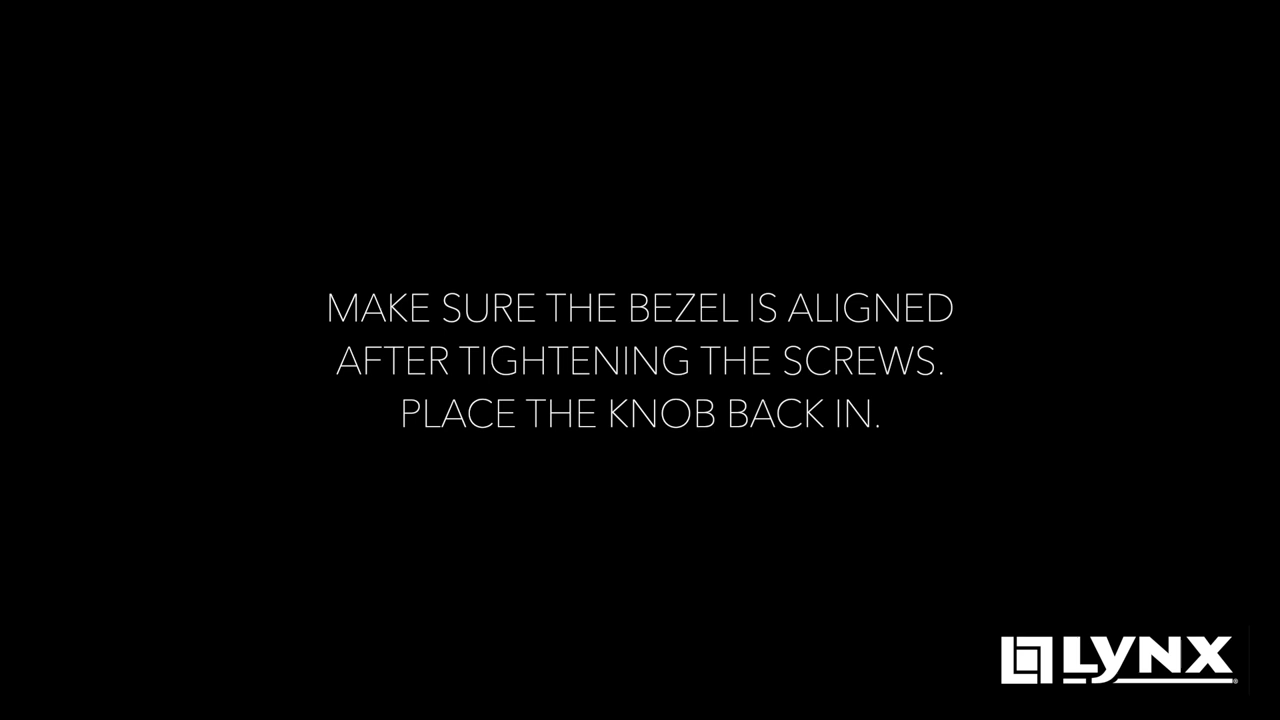 MAKE SURE THE BEZEL IS ALIGNED
AFTER TIGHTENING THE SCREWS.
PLACE THE KNOB BACK IN.
LYNX®